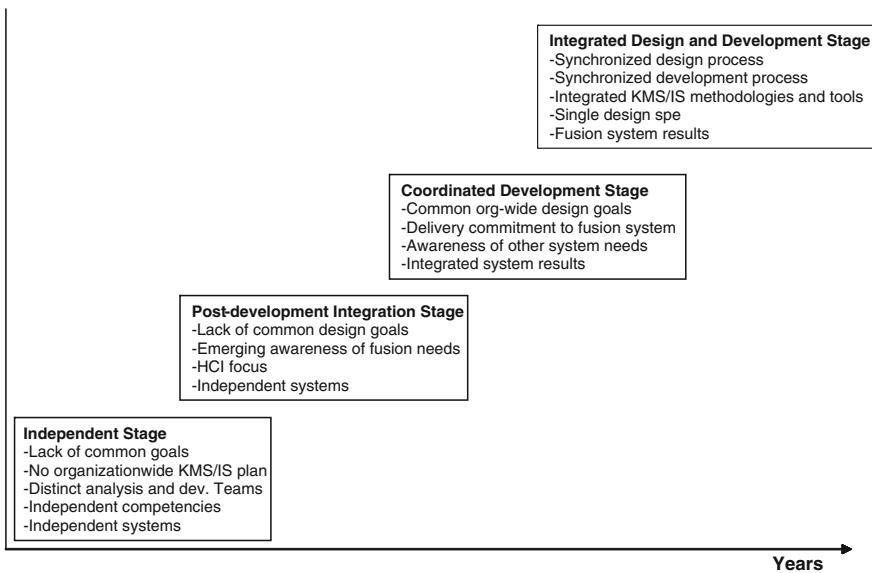 Integrated Design and Development Stage
-Synchronized design process
-Synchronized development process
-Integrated KMS/IS methodologies and tools
-Single design spe
-Fusion system results
Coordinated Development Stage
-Common org-wide design goals
-Delivery commitment to fusion system
-Awareness of other system needs
-Integrated system results
Post-development Integration Stage
-Lack of common design goals
-Emerging awareness of fusion needs
-HCI focus
-Independent systems
Independent Stage
-Lack of common goals
-No organizationwide KMS/IS plan
-Distinct analysis and dev. Teams
-Independent competencies
-Independent systems
Years